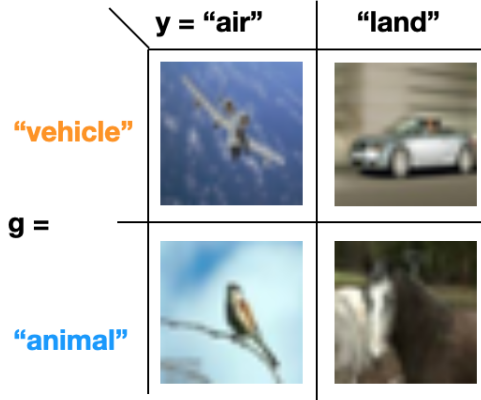 y = “air” “land”
“vehicle”
g =
“animal”